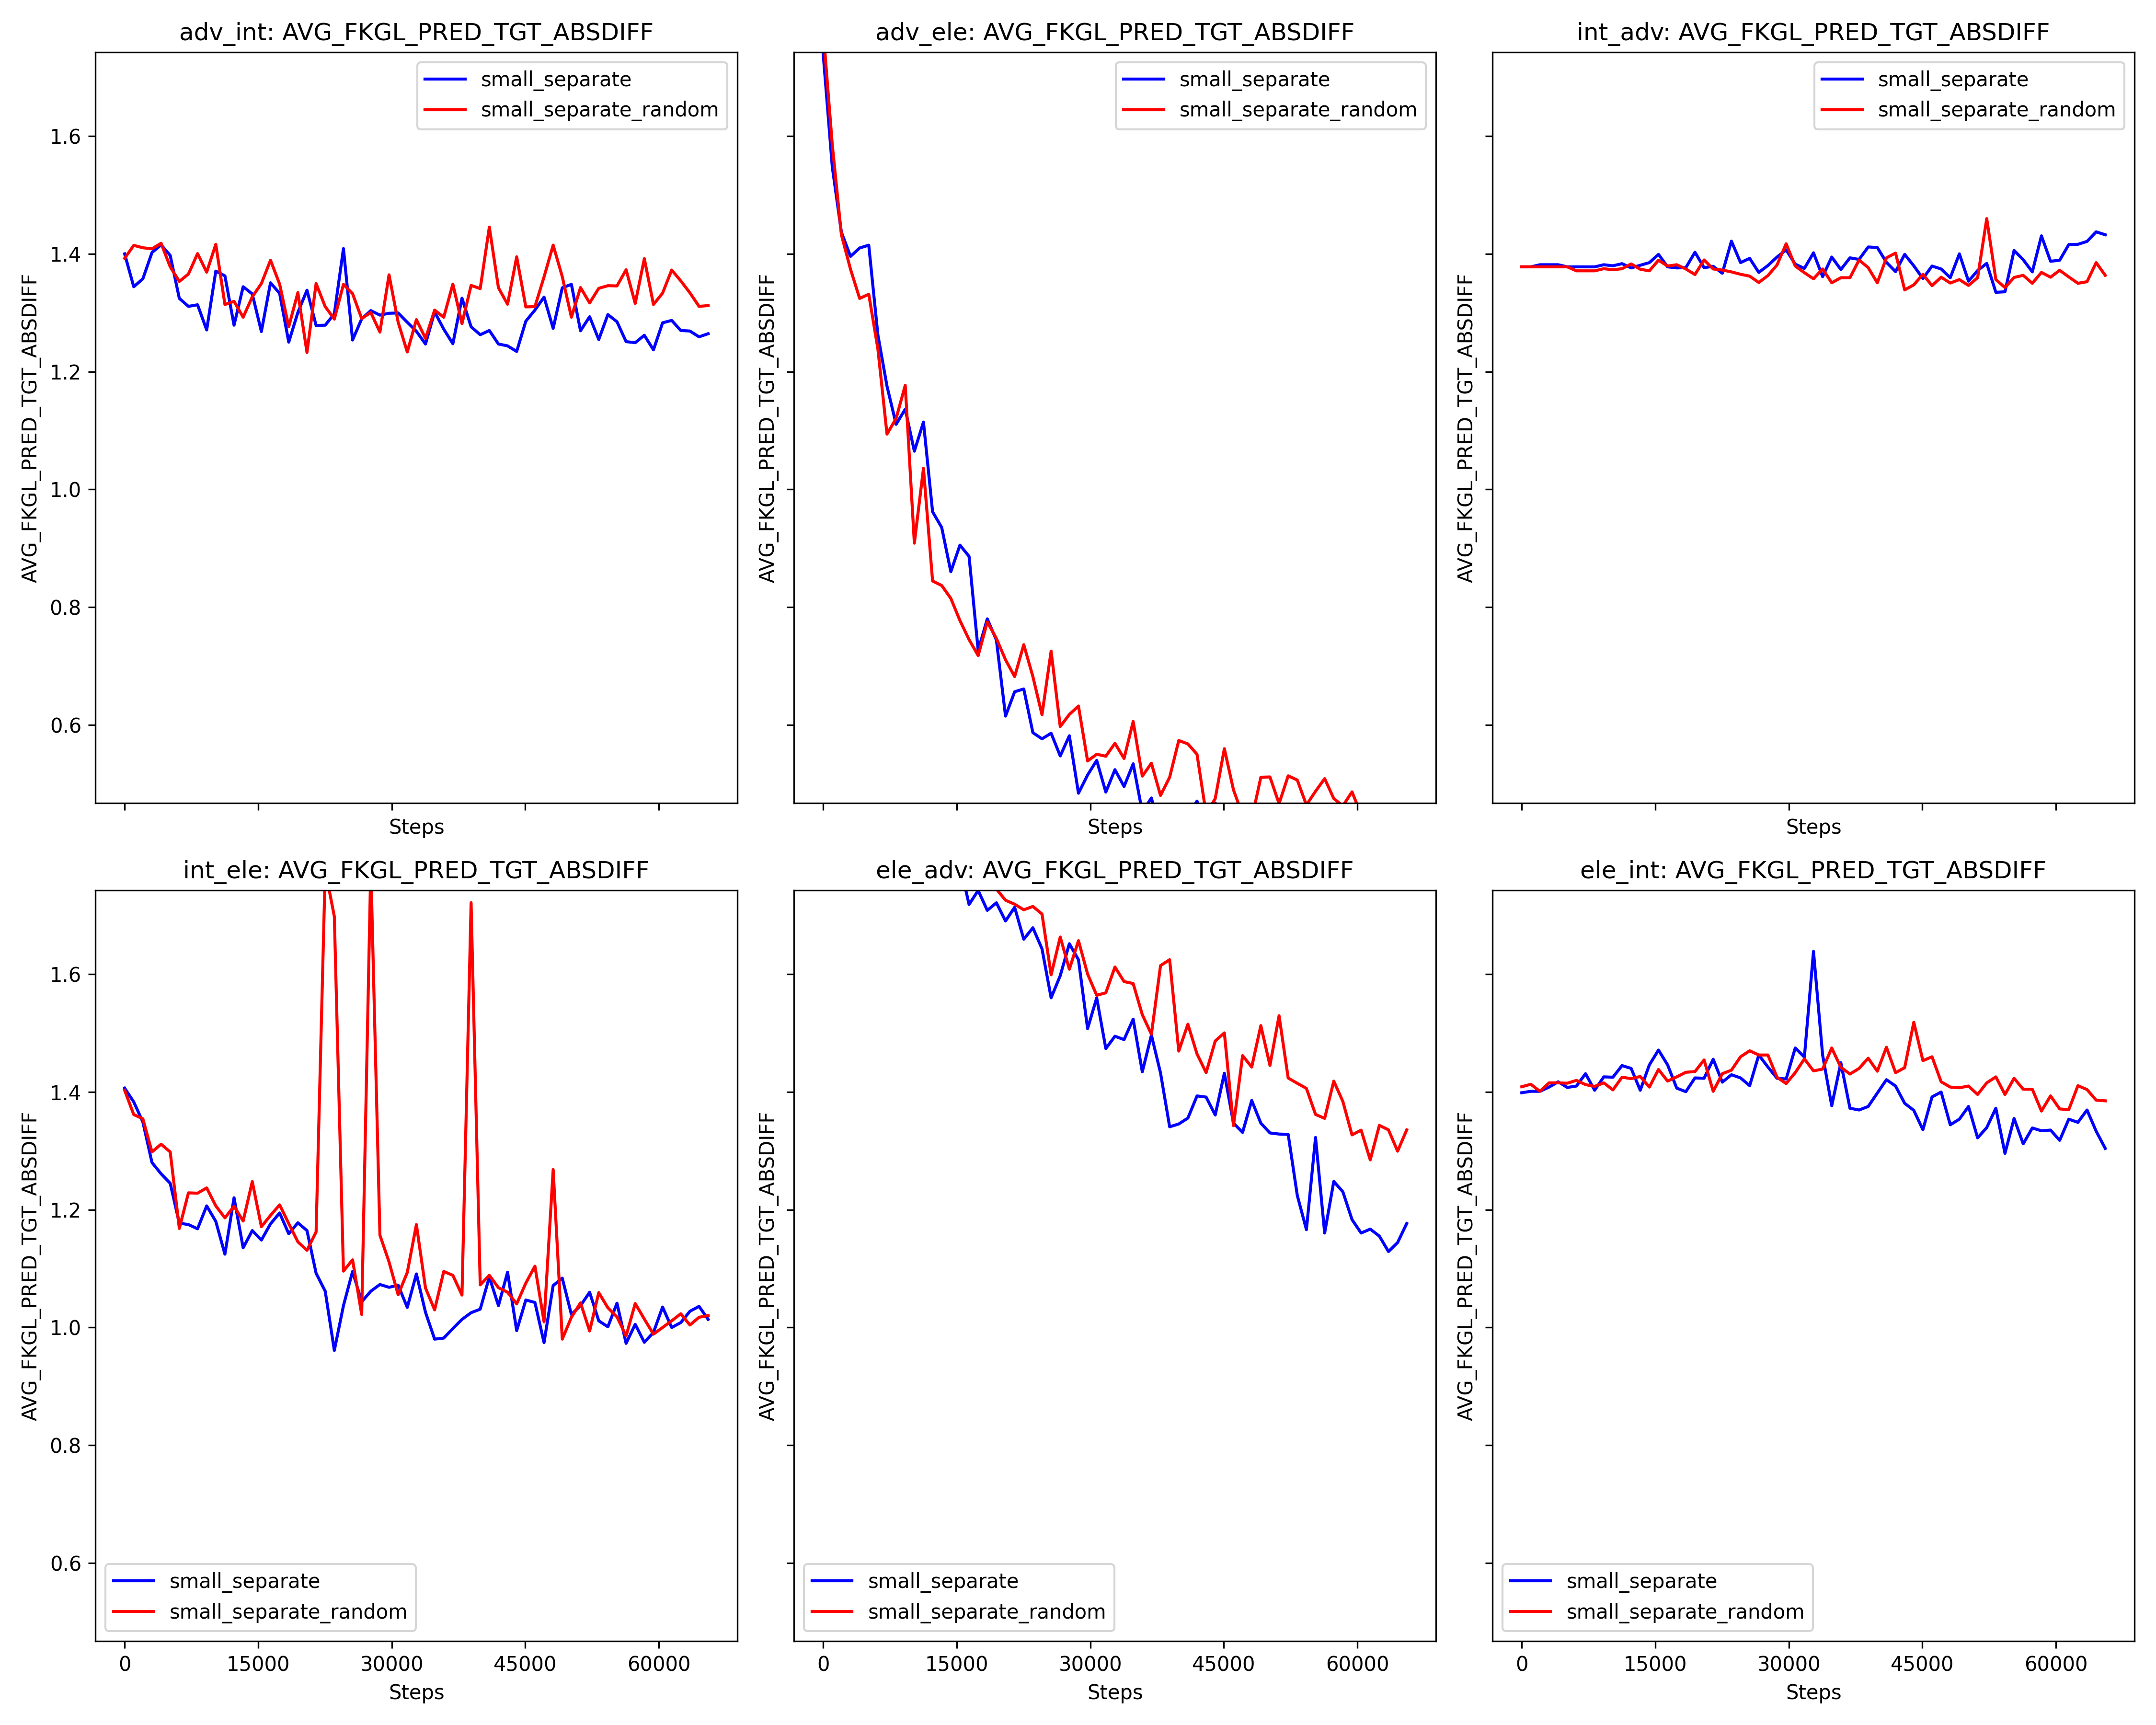 adv_int: AVG_FKGL_PRED_TGT_ABSDIFF
adv_ele: AVG_FKGL_PRED_TGT_ABSDIFF
int_adv: AVG_FKGL_PRED_TGT_ABSDIFF
small_separate
small_separate_random
small_separate
small_separate_random
small_separate
small_separate_random
1.6
1.4
1.2
1.0
0.8
0.6
AVG_FKGL_PRED_TGT_ABSDIFF
AVG_FKGL_PRED_TGT_ABSDIFF
AVG_FKGL_PRED_TGT_ABSDIFF
Steps
Steps
Steps
int_ele: AVG_FKGL_PRED_TGT_ABSDIFF
ele_adv: AVG_FKGL_PRED_TGT_ABSDIFF
ele_int: AVG_FKGL_PRED_TGT_ABSDIFF
1.6
1.4
1.2
1.0
0.8
0.6
AVG_FKGL_PRED_TGT_ABSDIFF
AVG_FKGL_PRED_TGT_ABSDIFF
AVG_FKGL_PRED_TGT_ABSDIFF
small_separate
small_separate_random
small_separate
small_separate_random
small_separate
small_separate_random
0 15000 30000 45000 60000
0 15000 30000 45000 60000
0 15000 30000 45000 60000
Steps
Steps
Steps